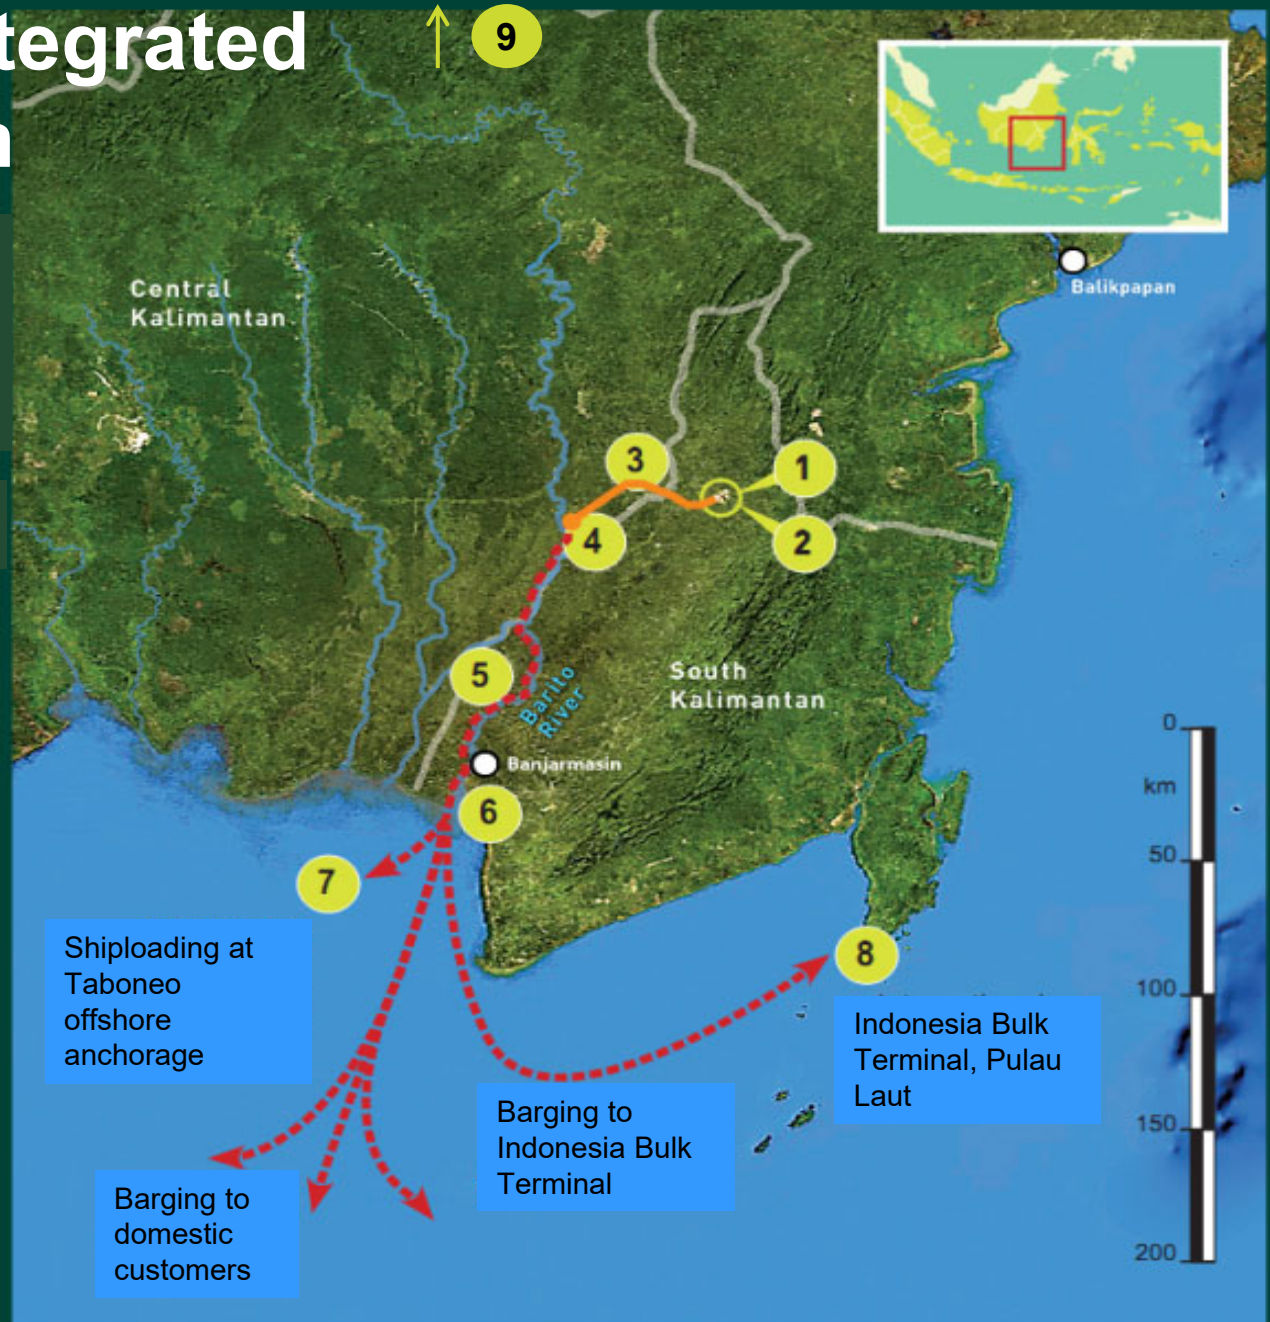 tegrated
9
Balikpapan
Central
Kalimantan
3
1
4
2
5
Barito
River
South
Kalimantan
Banjarmasin
6
7
8
0
km
50
100
150
200
Shiploading at
Taboneo
offshore
anchorage
Indonesia Bulk
Terminal, Pulau
Laut
Barging to
Indonesia Bulk
Terminal
Barging to
domestic
customers